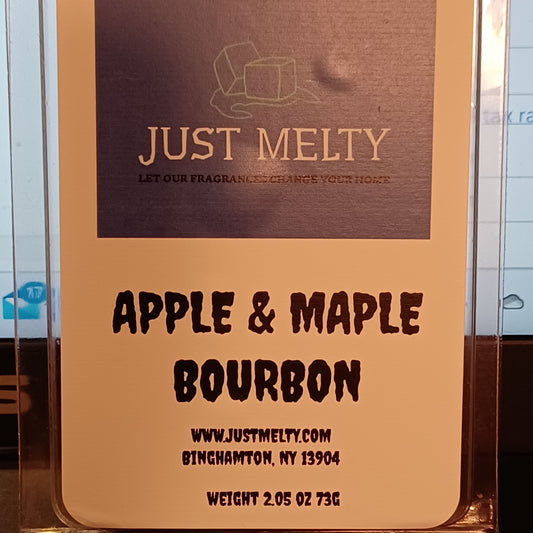 JUST MELTY
LET OUR FRAGRANCES CHANGE YOUR HOME
APPLE & MAPLE
BOURBON
WWW.JUSTMELTY.COM
BINGHAMTON, NY 13904
WEIGHT 2.05 OZ 73G